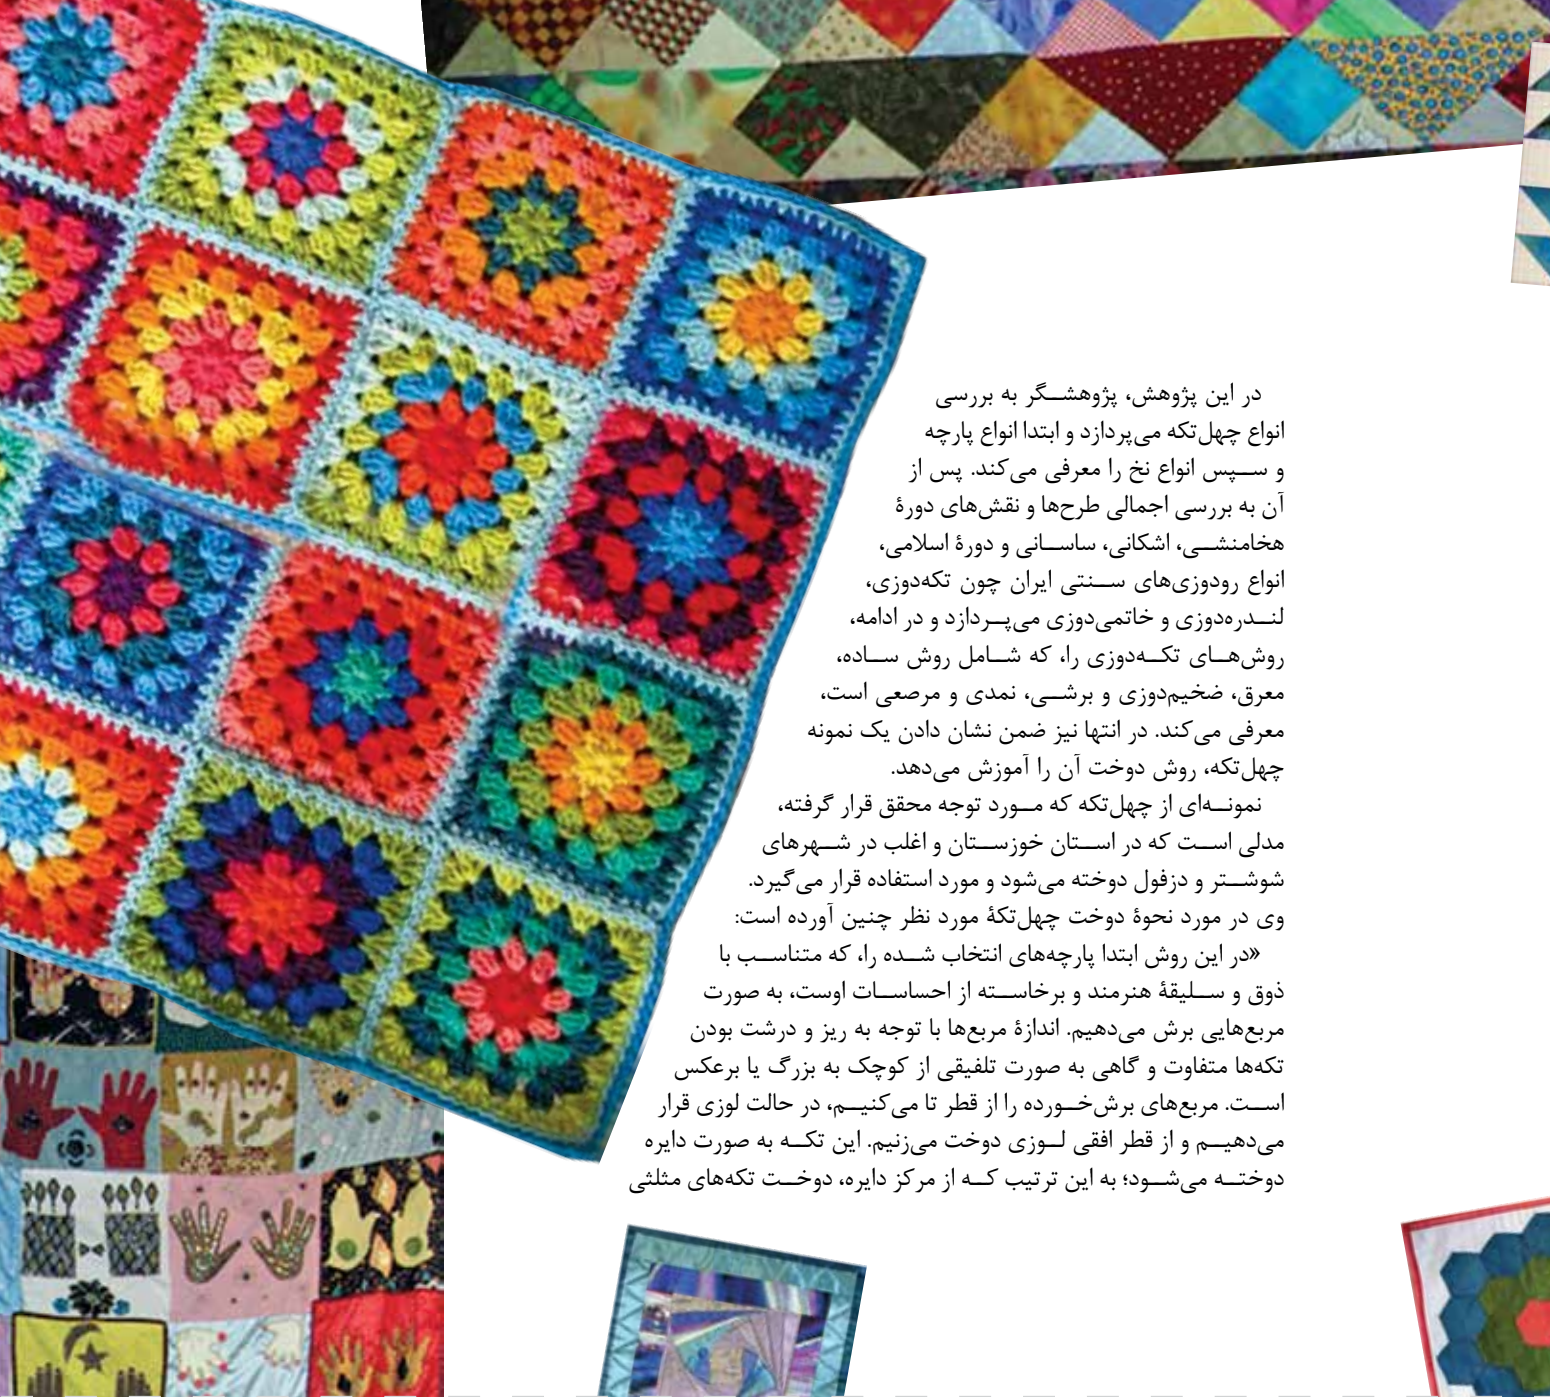 در این پژوهش، پژوهشگر به بررسی
انواع چهل‌تکه می‌پردازد و ابتدا انواع پارچه
و سپس انواع نخ را معرفی می‌کند. پس از
آن به بررسی اجمالی طرح‌ها و نقش‌های دورۀ
هخامنشی، اشکانی، ساسانی و دورۀ اسلامی،
انواع رودوزی‌های سنتی ایران چون تکه‌دوزی،
لندره‌دوزی و خاتمی‌دوزی می‌پردازد و در ادامه،
روش‌های تکه‌دوزی را، که شامل روش ساده،
معرق، ضخیم‌دوزی و برشی، نمدی و مرصعی است،
معرفی می‌کند. در انتها نیز ضمن نشان دادن یک نمونه
چهل‌تکه، روش دوخت آن را آموزش می‌دهد.
نمونه‌ای از چهل‌تکه که مورد توجه محقق قرار گرفته،
مدلی است که در استان خوزستان و اغلب در شهرهای
شوشتر و دزفول دوخته می‌شود و مورد استفاده قرار می‌گیرد.
وی در مورد نحوۀ دوخت چهل‌تکۀ مورد نظر چنین آورده است:
«در این روش ابتدا پارچه‌های انتخاب شده را، که متناسب با
ذوق و سلیقۀ هنرمند و برخاسته از احساسات اوست، به صورت
مربع‌هایی برش می‌دهیم. اندازۀ مربع‌ها با توجه به ریز و درشت بودن
تکه‌ها متفاوت و گاهی به صورت تلفیقی از کوچک به بزرگ یا برعکس
است. مربع‌های برش‌خورده را از قطر تا می‌کنیم، در حالت لوزی قرار
می‌دهیم و از قطر افقی لوزی دوخت می‌زنیم. این تکه به صورت دایره
دوخته می‌شود؛ به این ترتیب که از مرکز دایره، دوخت تکه‌های مثلثی